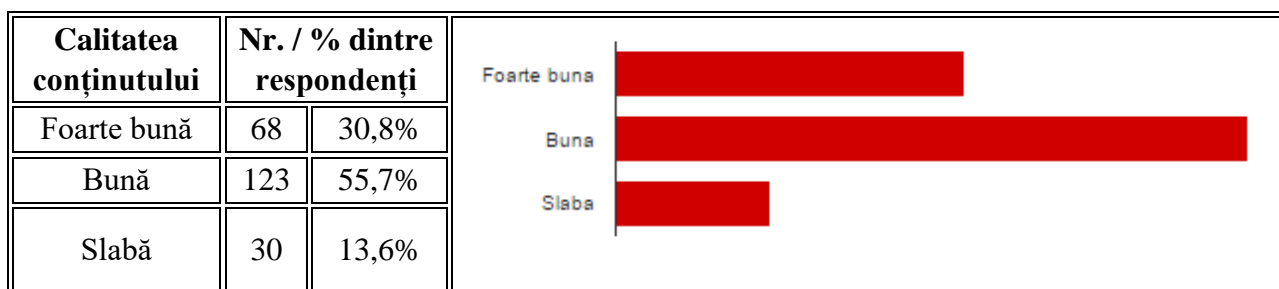 Calitatea
conținutului
Nr. / % dintre
respondenți
Foarte bună 68 30,8%
Bună 123 55,7%
Slabă 30 13,6%
Foarte buna
Buna
Slaba